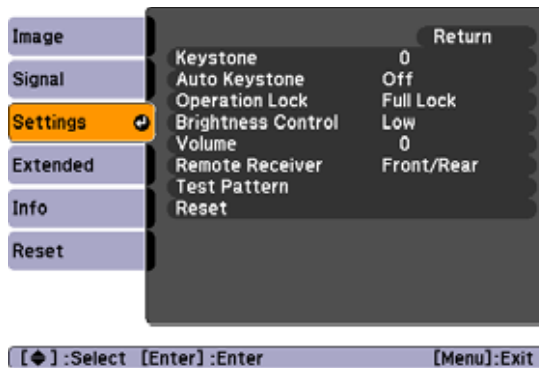 Image
Signal
Settings
Extended
Info
Reset
Return
Keystone 0
Auto Keystone Off
Operation Lock Full Lock
Brightness Control Low
Volume 0
Remote Receiver Front/Rear
Test Pattern
Reset
[◆]:Select [Enter]:Enter [Menu]:Exit